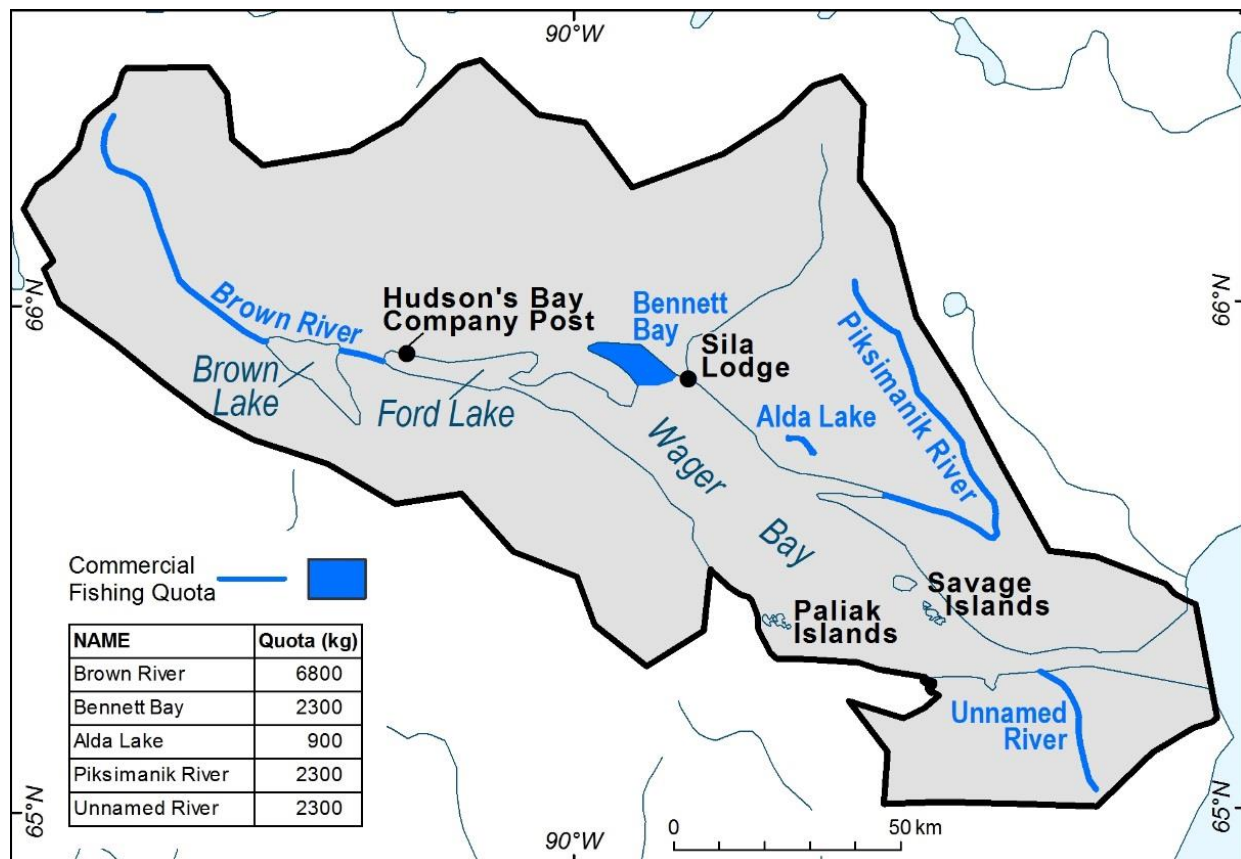 90°W
66°N
66°N
Brown River
Hudson's Bay
Company Post
Bennett
Bay
Sila
Lodge
Piksimanik River
Brown
Lake
Ford Lake
Alda Lake
Wager
Bay
Savage
Islands
Paliak
Islands
Unnamed
River
Commercial
Fishing Quota
NAME Quota (kg)
Brown River 6800
Bennett Bay 2300
Alda Lake 900
Piksimanik River 2300
Unnamed River 2300
65°N
65°N
90°W
0 50 km